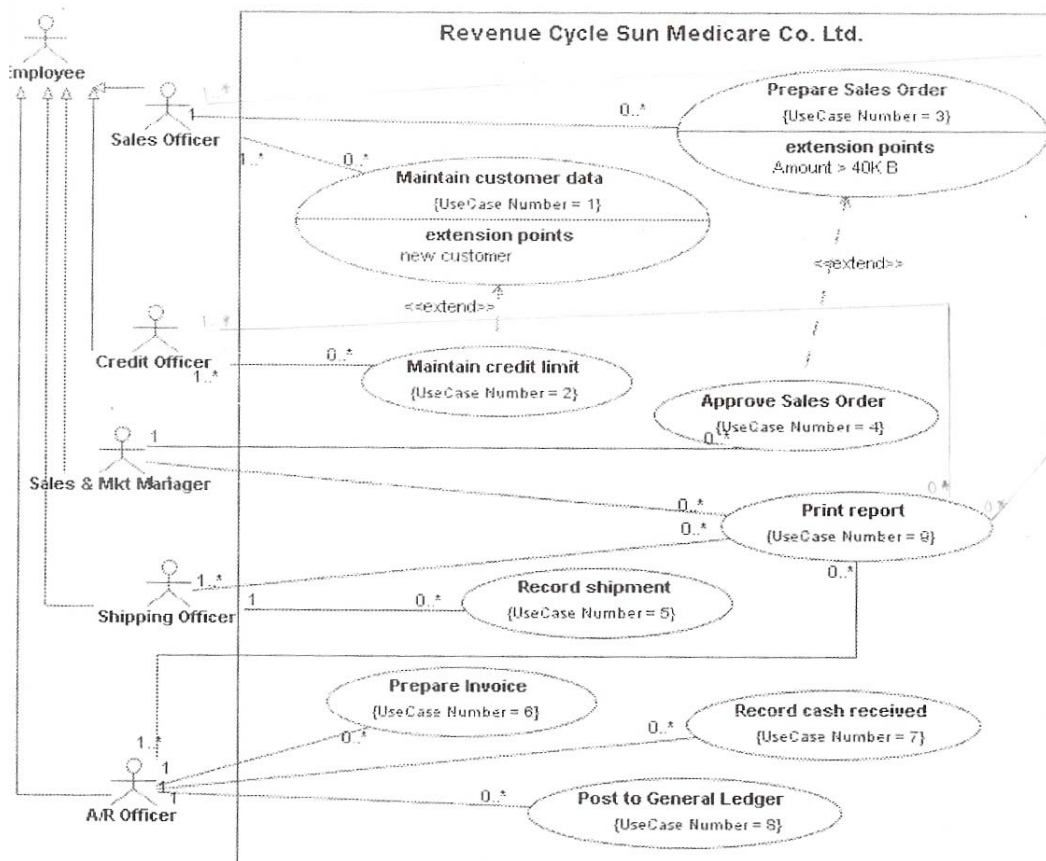 Revenue Cycle Sun Medicare Co. Ltd.
Employee
1..*
Sales Officer
1
0..*
Prepare Sales Order
{UseCase Number = 3}
extension points
Amount > 40K B
1..*
0..*
Maintain customer data
{UseCase Number = 1}
extension points
new customer
<<extend>>
<<extend>>
1..*
Credit Officer
1..*
0..*
Maintain credit limit
{UseCase Number = 2}
Approve Sales Order
{UseCase Number = 4}
1
0..*
Sales & Mkt Manager
0..*
0..*
0..*
0..*
Print report
{UseCase Number = 9}
0..*
1..*
Shipping Officer
1
0..*
Record shipment
{UseCase Number = 5}
Prepare Invoice
{UseCase Number = 6}
0..*
Record cash received
{UseCase Number = 7}
0..*
1..*
1
1
1
A/R Officer
0..*
Post to General Ledger
{UseCase Number = 8}